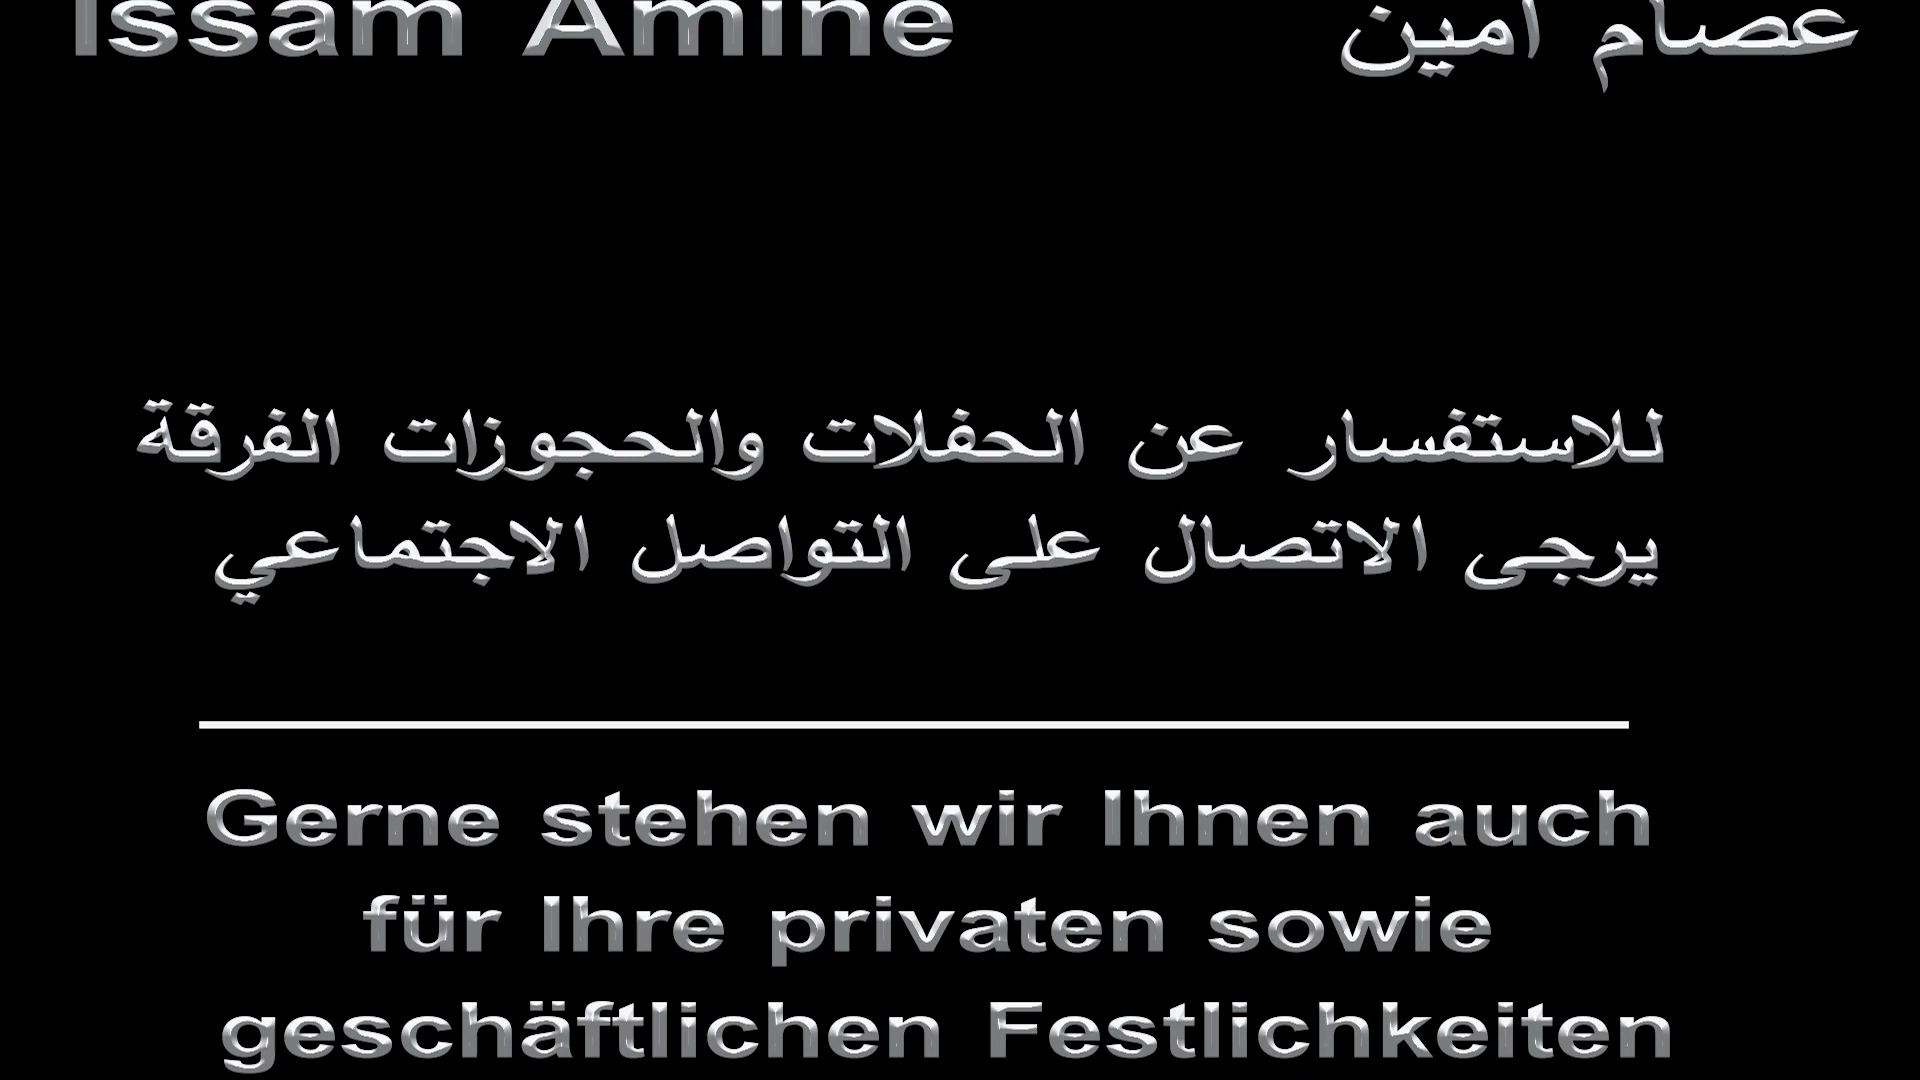 Issam Amine عصام امين
للاستفسار عن الحفلات والحجوزات الفرقة
يرجى الاتصال على التواصل الاجتماعي
Gerne stehen wir Ihnen auch
für Ihre privaten sowie
geschäftlichen Festlichkeiten